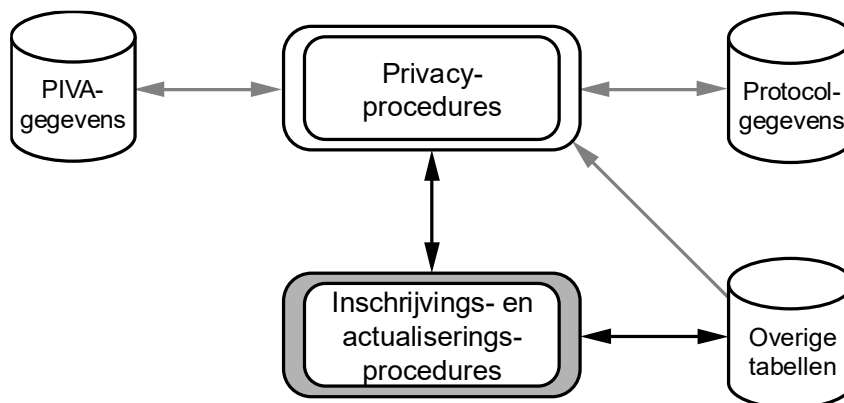 PIVA-
gegevens
Privacy-
procedures
Protocol-
gegevens
Inschrijvings- en
actualiserings-
procedures
Overige
tabellen